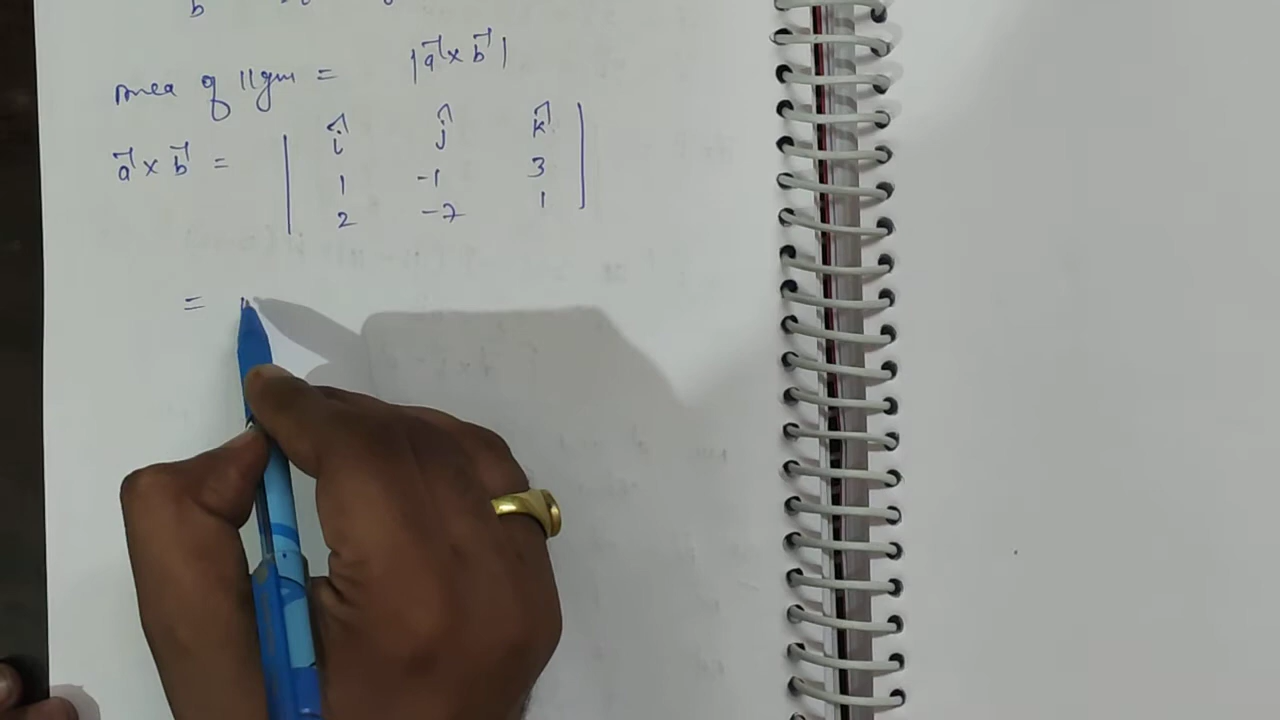 b
Area of ||gm = |a⃗ × b⃗|
a⃗ × b⃗ = | î ĵ k̂ |
1 -1 3
2 -7 1
=